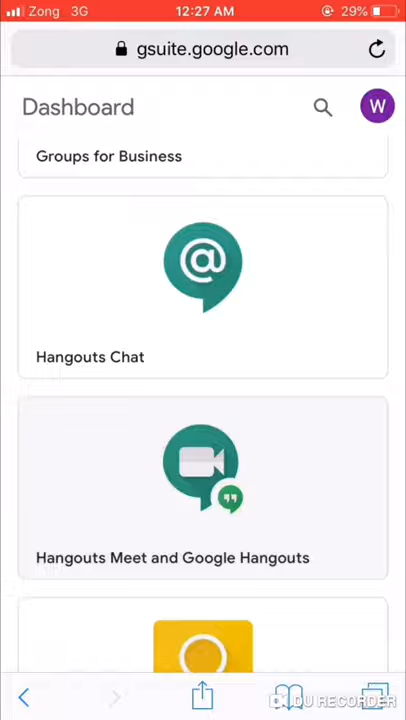 Zong 3G 12:27 AM 29%
gsuite.google.com
Dashboard W
Groups for Business
@
Hangouts Chat
Hangouts Meet and Google Hangouts
DU RECORDER